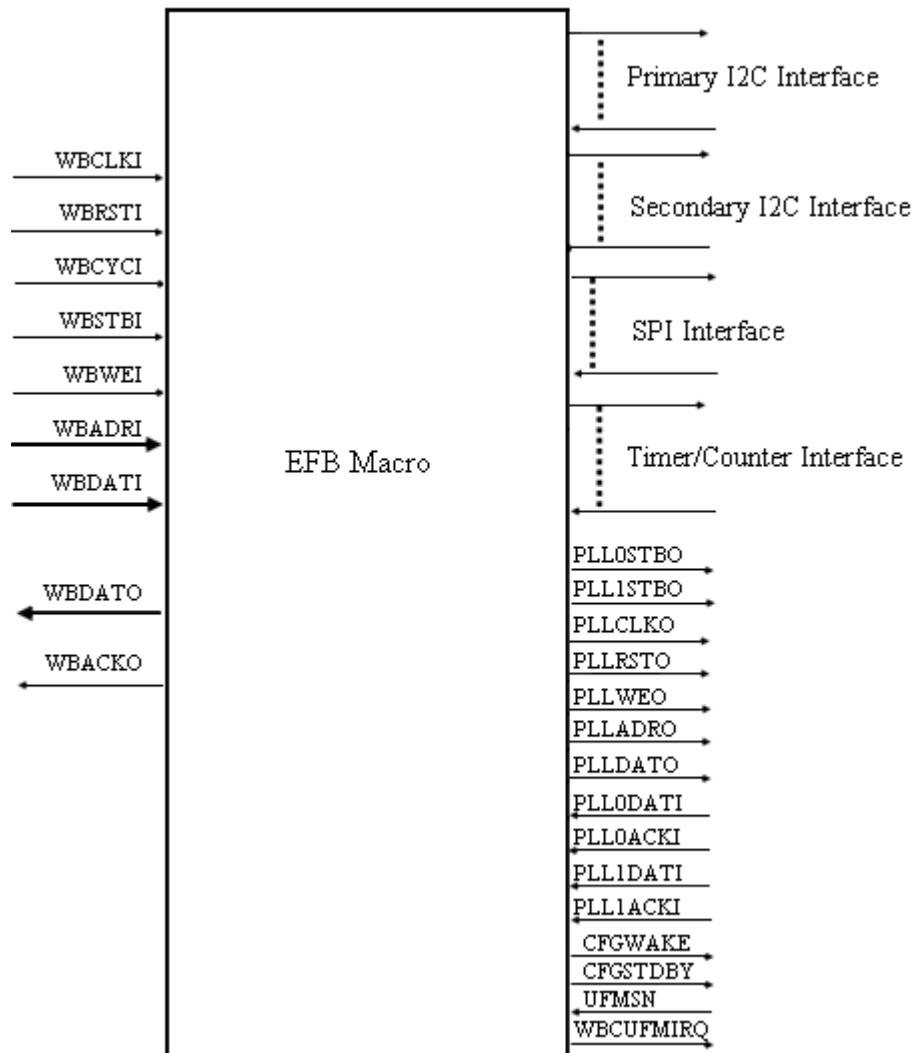 Primary I2C Interface
WBCLKI
WBRSTI
Secondary I2C Interface
WBCYCI
WBSTBI
SPI Interface
WBWEI
WBADRI
EFB Macro
Timer/Counter Interface
WBDATI
WBDATO
WBACKO
PLL0STBO
PLL1STBO
PLLCLKO
PLLRSTO
PLLWEO
PLLADRO
PLLDATO
PLL0DATI
PLL0ACKI
PLL1DATI
PLL1ACKI
CFGWAKE
CFGSTDBY
UFMSN
WBCUFMIRQ